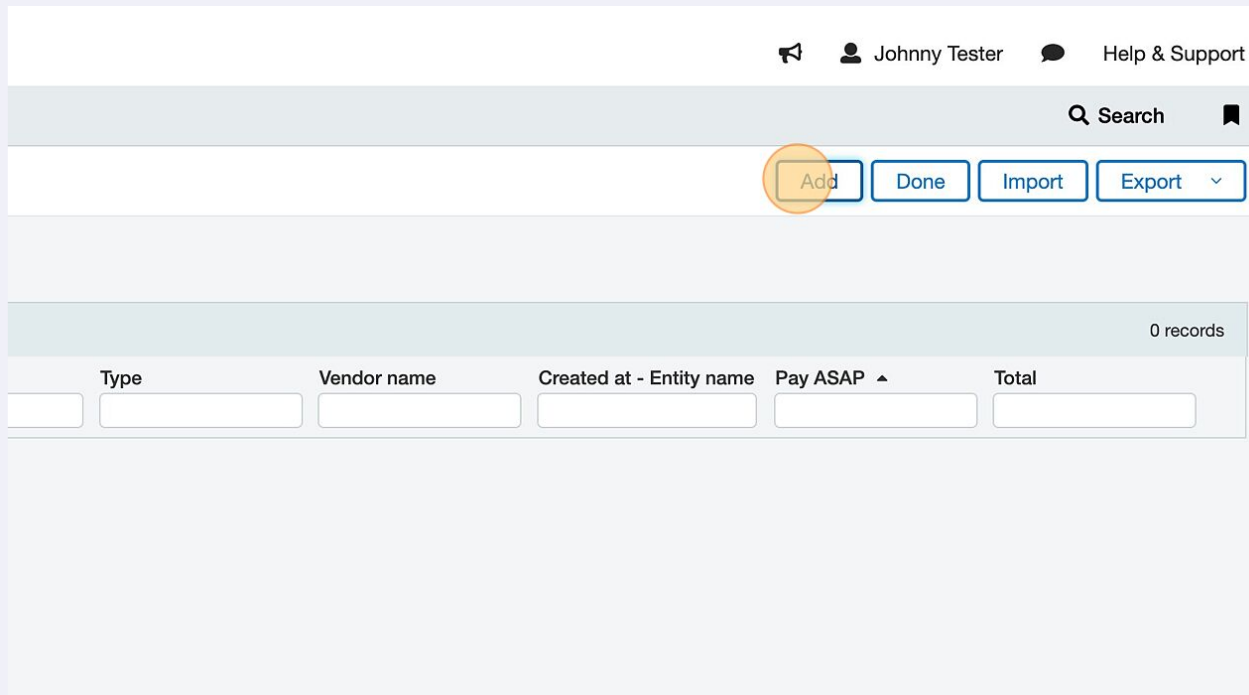 Johnny Tester Help & Support
Search
Add Done Import Export
0 records
Type Vendor name Created at - Entity name Pay ASAP Total